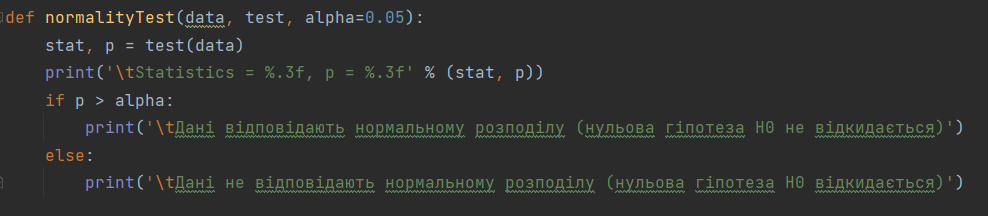 def normalityTest(data, test, alpha=0.05):
    stat, p = test(data)
    print('\tStatistics = %.3f, p = %.3f' % (stat, p))
    if p > alpha:
        print('\tДані відповідають нормальному розподілу (нульова гіпотеза H0 не відкидається)')
    else:
        print('\tДані не відповідають нормальному розподілу (нульова гіпотеза H0 відкидається)')